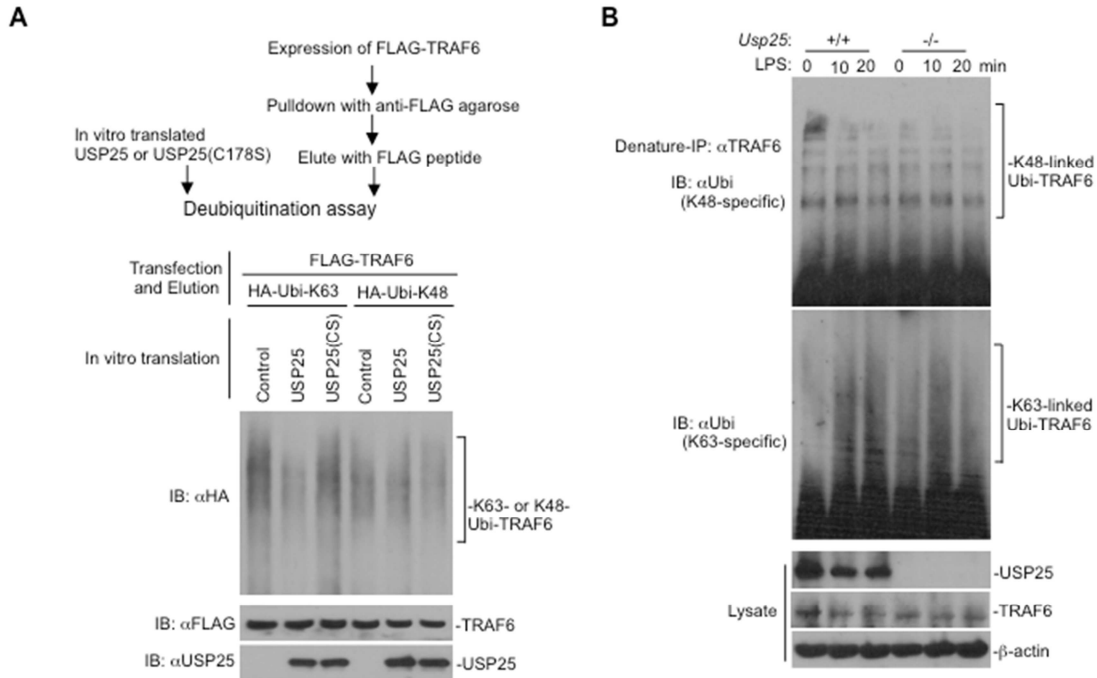 A
Expression of FLAG-TRAF6
Pulldown with anti-FLAG agarose
In vitro translated
USP25 or USP25(C178S)
Elute with FLAG peptide
Deubiquitination assay
Transfection
and Elution
FLAG-TRAF6
HA-Ubi-K63 HA-Ubi-K48
In vitro translation
Control
USP25
USP25(CS)
Control
USP25
USP25(CS)
IB: αHA
-K63- or K48-
Ubi-TRAF6
IB: αFLAG
-TRAF6
IB: αUSP25
-USP25
B
Usp25: +/+ -/-
LPS: 0 10 20 0 10 20 min
Denature-IP: αTRAF6
IB: αUbi
(K48-specific)
-K48-linked
Ubi-TRAF6
IB: αUbi
(K63-specific)
-K63-linked
Ubi-TRAF6
Lysate
-USP25
-TRAF6
-β-actin